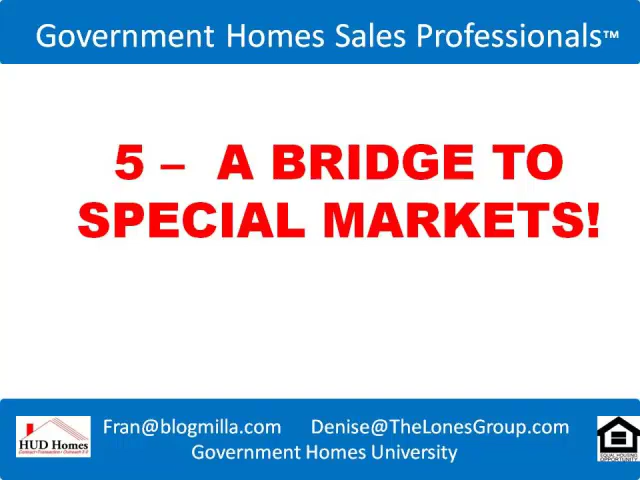 Government Homes Sales Professionals™
5 – A BRIDGE TO
SPECIAL MARKETS!
Fran@blogmilla.com Denise@TheLonesGroup.com
Government Homes University
HUD Homes
EQUAL HOUSING
OPPORTUNITY